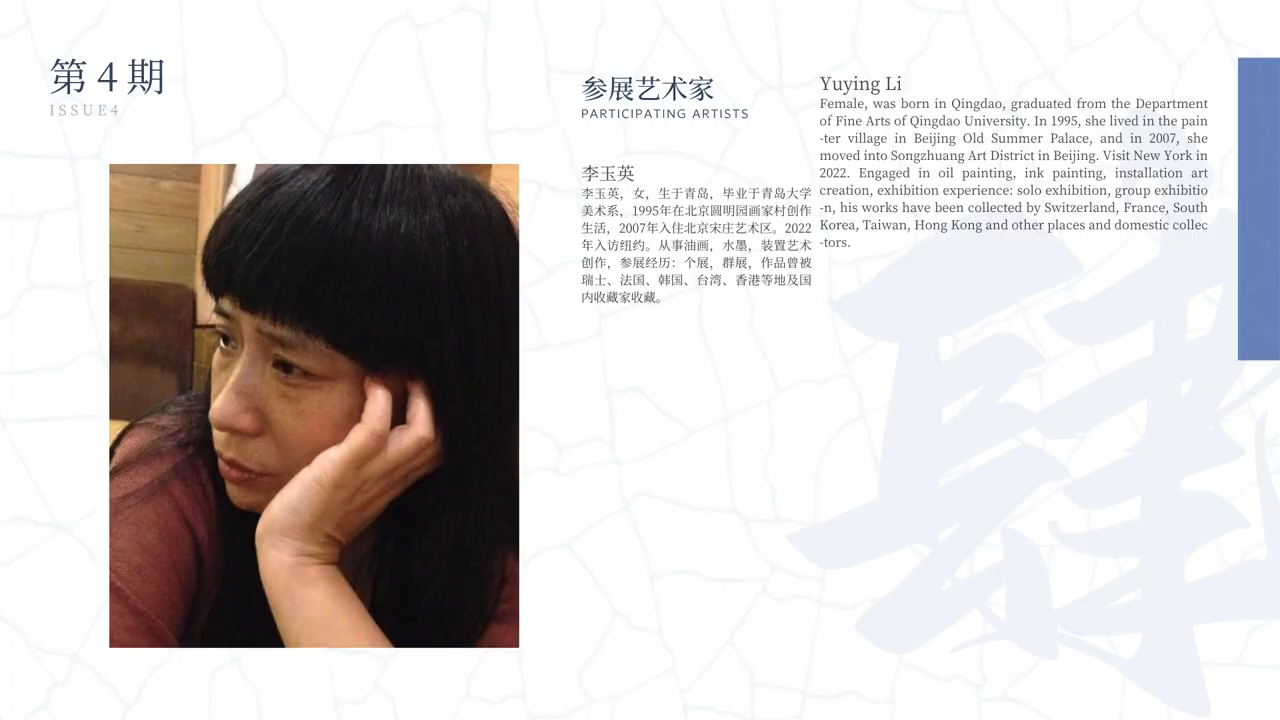 第 4 期
ISSUE4
参展艺术家
PARTICIPATING ARTISTS
李玉英
李玉英，女，生于青岛，毕业于青岛大学
美术系，1995年在北京圆明园画家村创作
生活，2007年入住北京宋庄艺术区。2022
年入访纽约。从事油画，水墨，装置艺术
创作，参展经历：个展，群展，作品曾被
瑞士、法国、韩国、台湾、香港等地及国
内收藏家收藏。
Yuying Li
Female, was born in Qingdao, graduated from the Department
of Fine Arts of Qingdao University. In 1995, she lived in the pain
-ter village in Beijing Old Summer Palace, and in 2007, she
moved into Songzhuang Art District in Beijing. Visit New York in
2022. Engaged in oil painting, ink painting, installation art
creation, exhibition experience: solo exhibition, group exhibitio
-n, his works have been collected by Switzerland, France, South
Korea, Taiwan, Hong Kong and other places and domestic collec
-tors.
肆